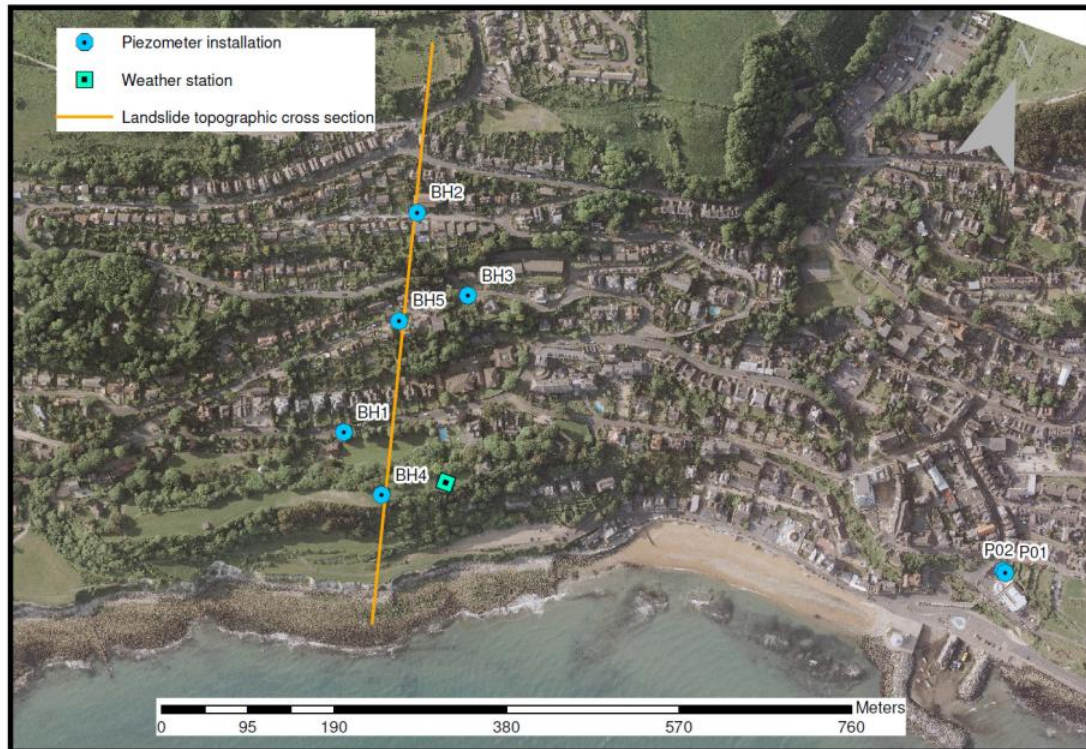 Piezometer installation
Weather station
Landslide topographic cross section
N
BH2
BH3
BH5
BH1
BH4
P02 P01
Meters
0 95 190 380 570 760